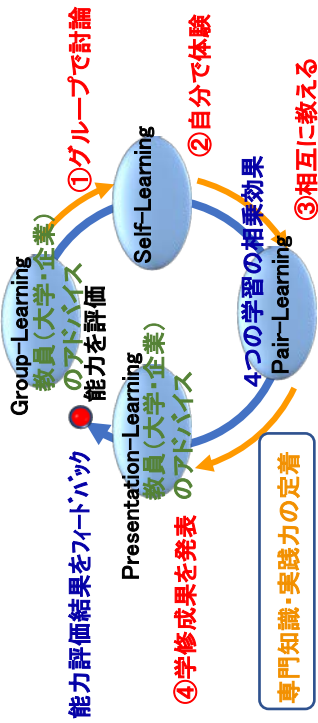 Group-Learning
教員（大学・企業）
のアドバイス
①グループで討論
能力を評価
Self-Learning
②自分で体験
4つの学習の相乗効果
Pair-Learning
③相互に教える
Presentation-Learning
教員（大学・企業）
のアドバイス
④学修成果を発表
能力評価結果をフィードバック
専門知識・実践力の定着